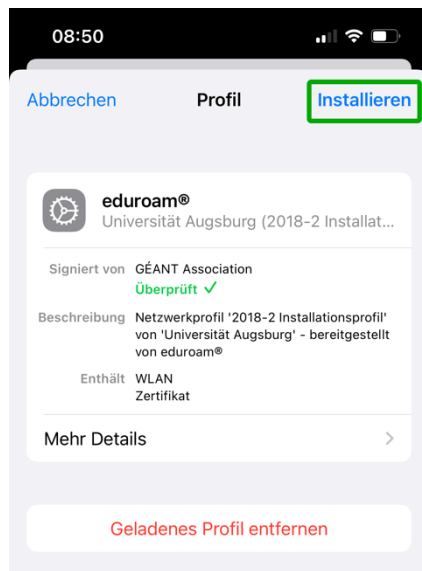 08:50
Abbrechen Profil Installieren
eduroam®
Universität Augsburg (2018-2 Installat...
Signiert von GÉANT Association
Überprüft ✓
Beschreibung Netzwerkprofil '2018-2 Installationsprofil'
von 'Universität Augsburg' - bereitgestellt
von eduroam®
Enthält WLAN
Zertifikat
Mehr Details
Geladenes Profil entfernen